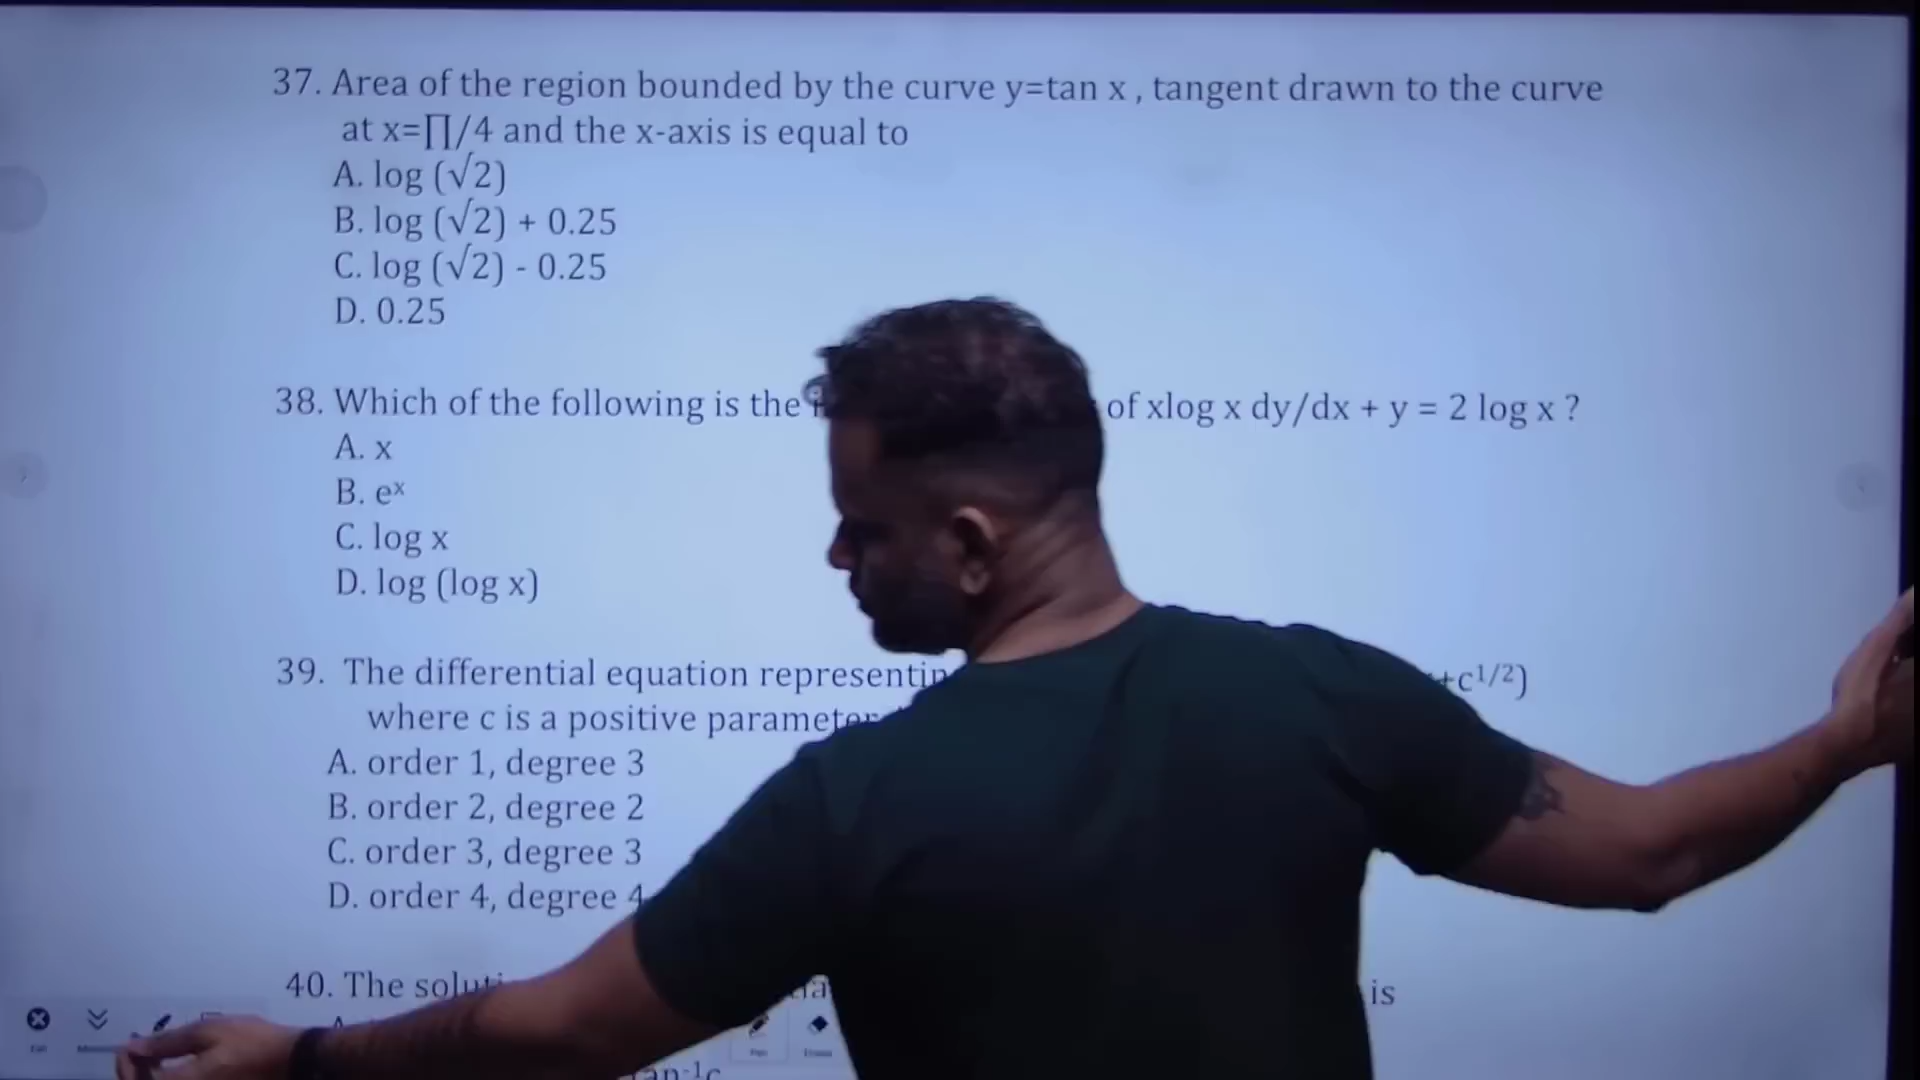 37. Area of the region bounded by the curve y=tan x , tangent drawn to the curve
at x=∏/4 and the x-axis is equal to
A. log (√2)
B. log (√2) + 0.25
C. log (√2) - 0.25
D. 0.25
38. Which of the following is the of xlog x dy/dx + y = 2 log x ?
A. x
B. eˣ
C. log x
D. log (log x)
39. The differential equation +c¹/²)
where c is a positive
A. order 1, degree 3
B. order 2, degree 2
C. order 3, degree 3
D. order 4, degree 4
40. The is
Pen